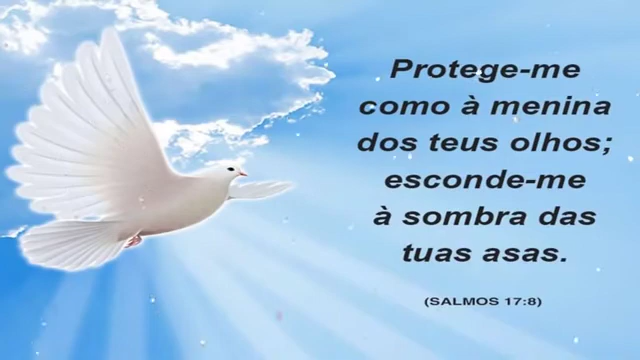 Protege-me
como à menina
dos teus olhos;
esconde-me
à sombra das
tuas asas.
(SALMOS 17:8)